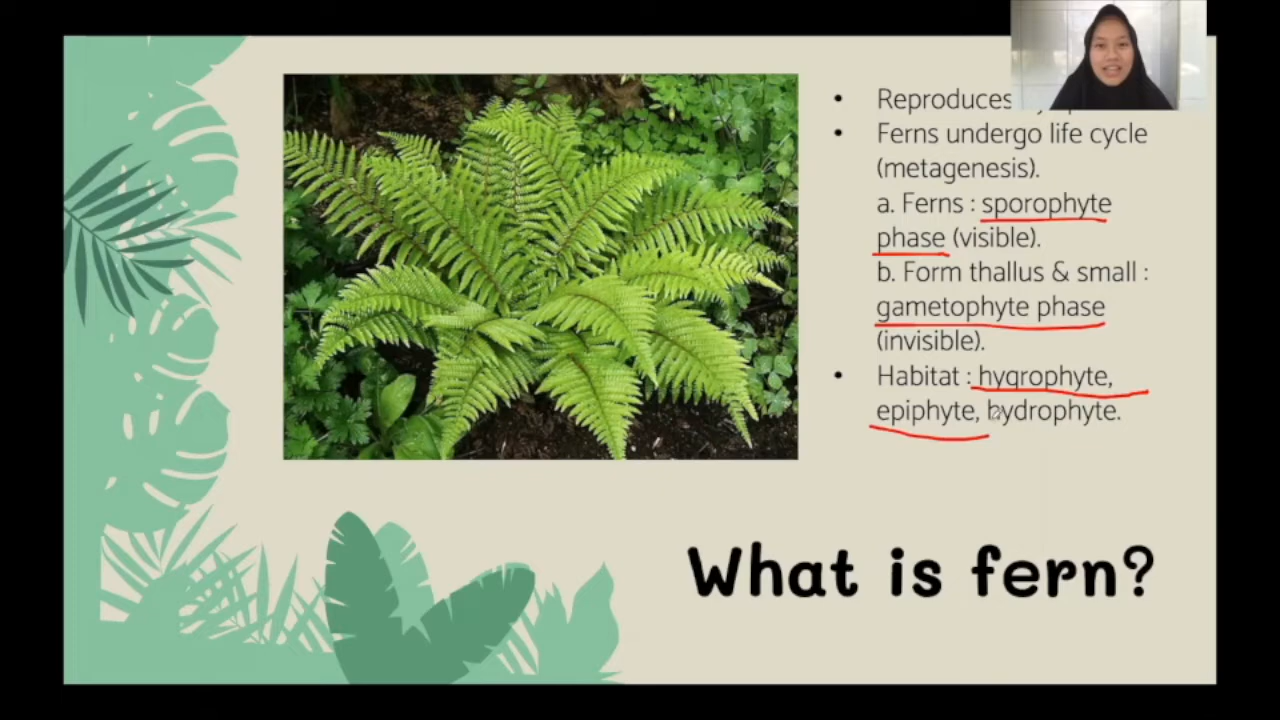 • Reproduces
• Ferns undergo life cycle
(metagenesis).
a. Ferns : sporophyte
phase (visible).
b. Form thallus & small :
gametophyte phase
(invisible).
• Habitat : hygrophyte,
epiphyte, hydrophyte.
What is fern?